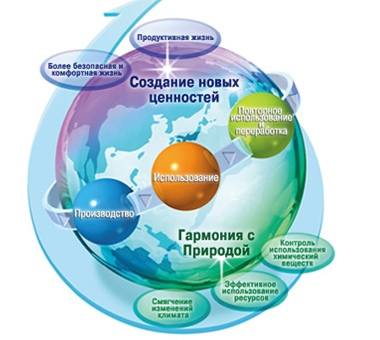 Продуктивная жизнь
Более безопасная и
комфортная жизнь
Создание новых
ценностей
Повторное
использование
и
переработка
Использование
Производство
Гармония с
Природой
Контроль
использования
химический
веществ
Эффективное
использование
ресурсов
Смягчение
изменений
климата